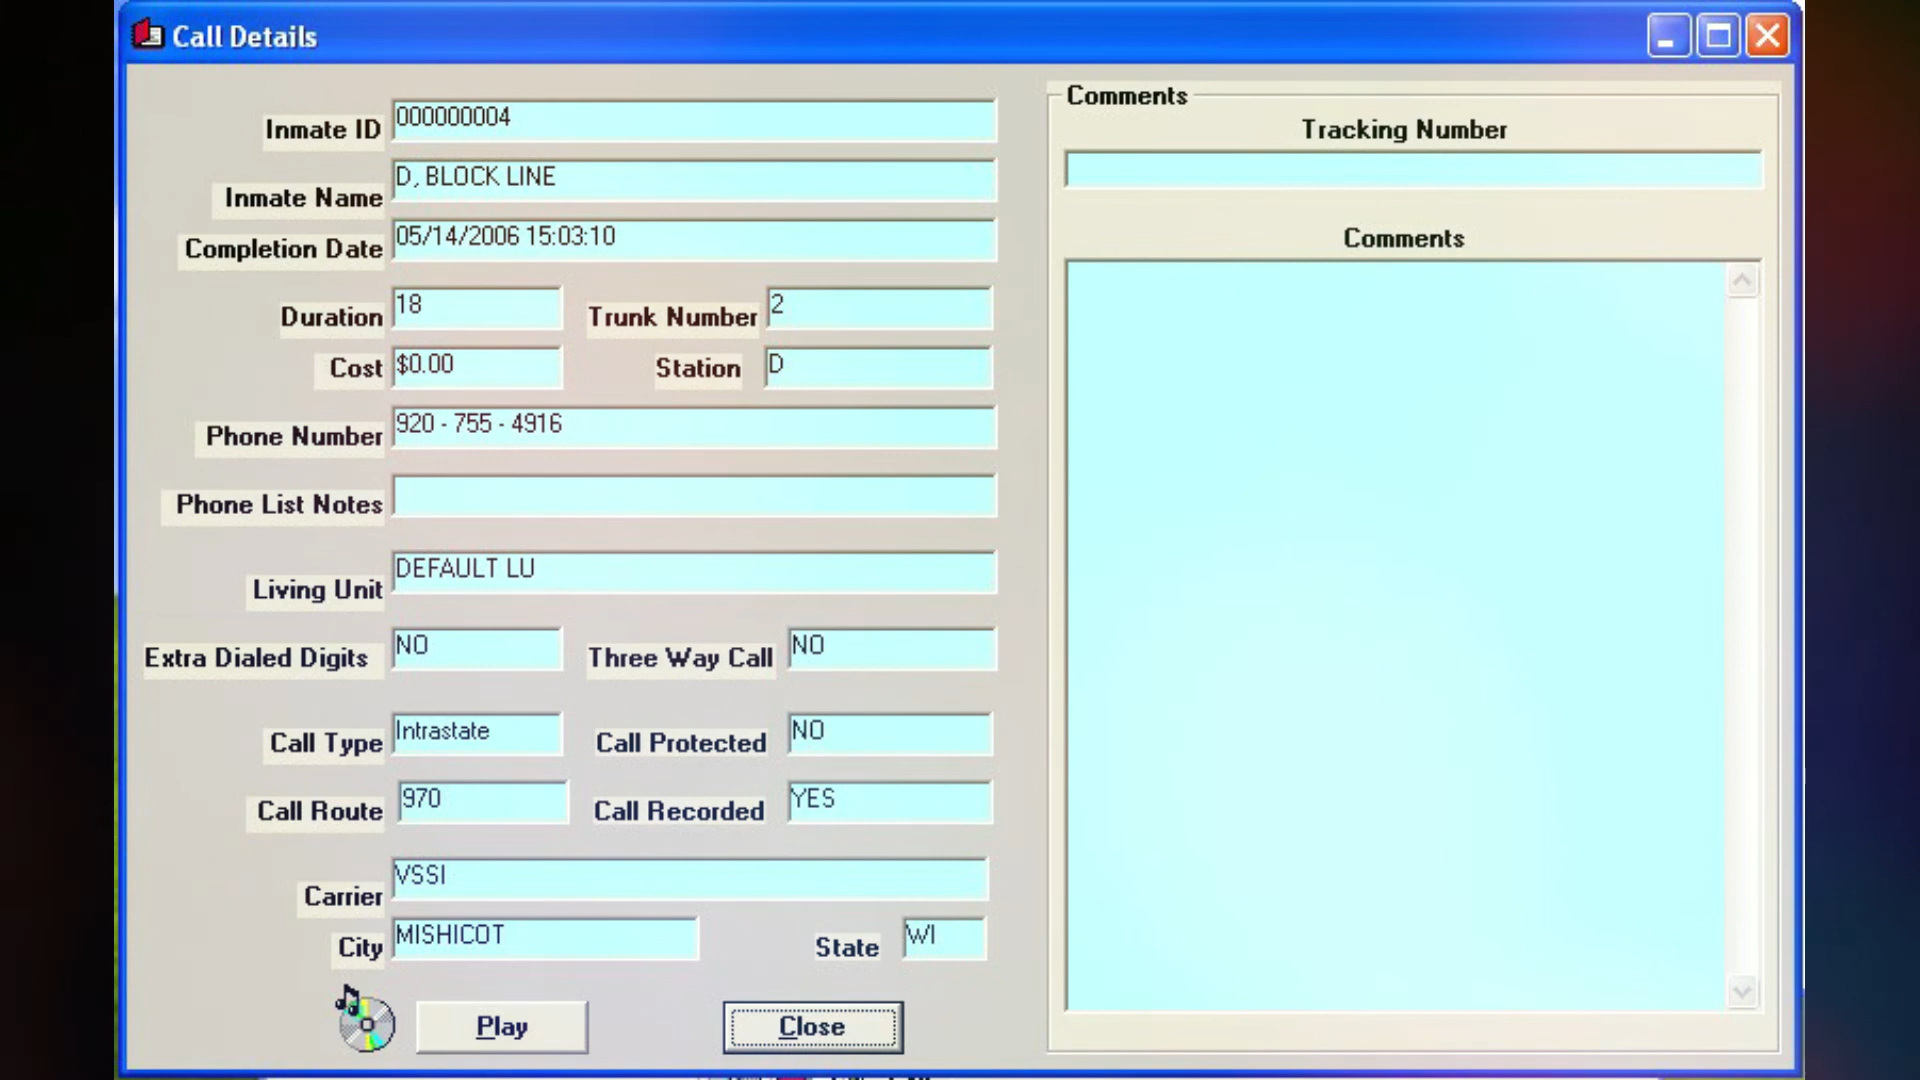 Call Details
Inmate ID 000000004
Inmate Name D, BLOCK LINE
Completion Date 05/14/2006 15:03:10
Duration 18 Trunk Number 2
Cost $0.00 Station D
Phone Number 920 - 755 - 4916
Phone List Notes
Living Unit DEFAULT LU
Extra Dialed Digits NO Three Way Call NO
Call Type Intrastate Call Protected NO
Call Route 970 Call Recorded YES
Carrier VSSI
City MISHICOT State WI
Play Close
Comments
Tracking Number
Comments